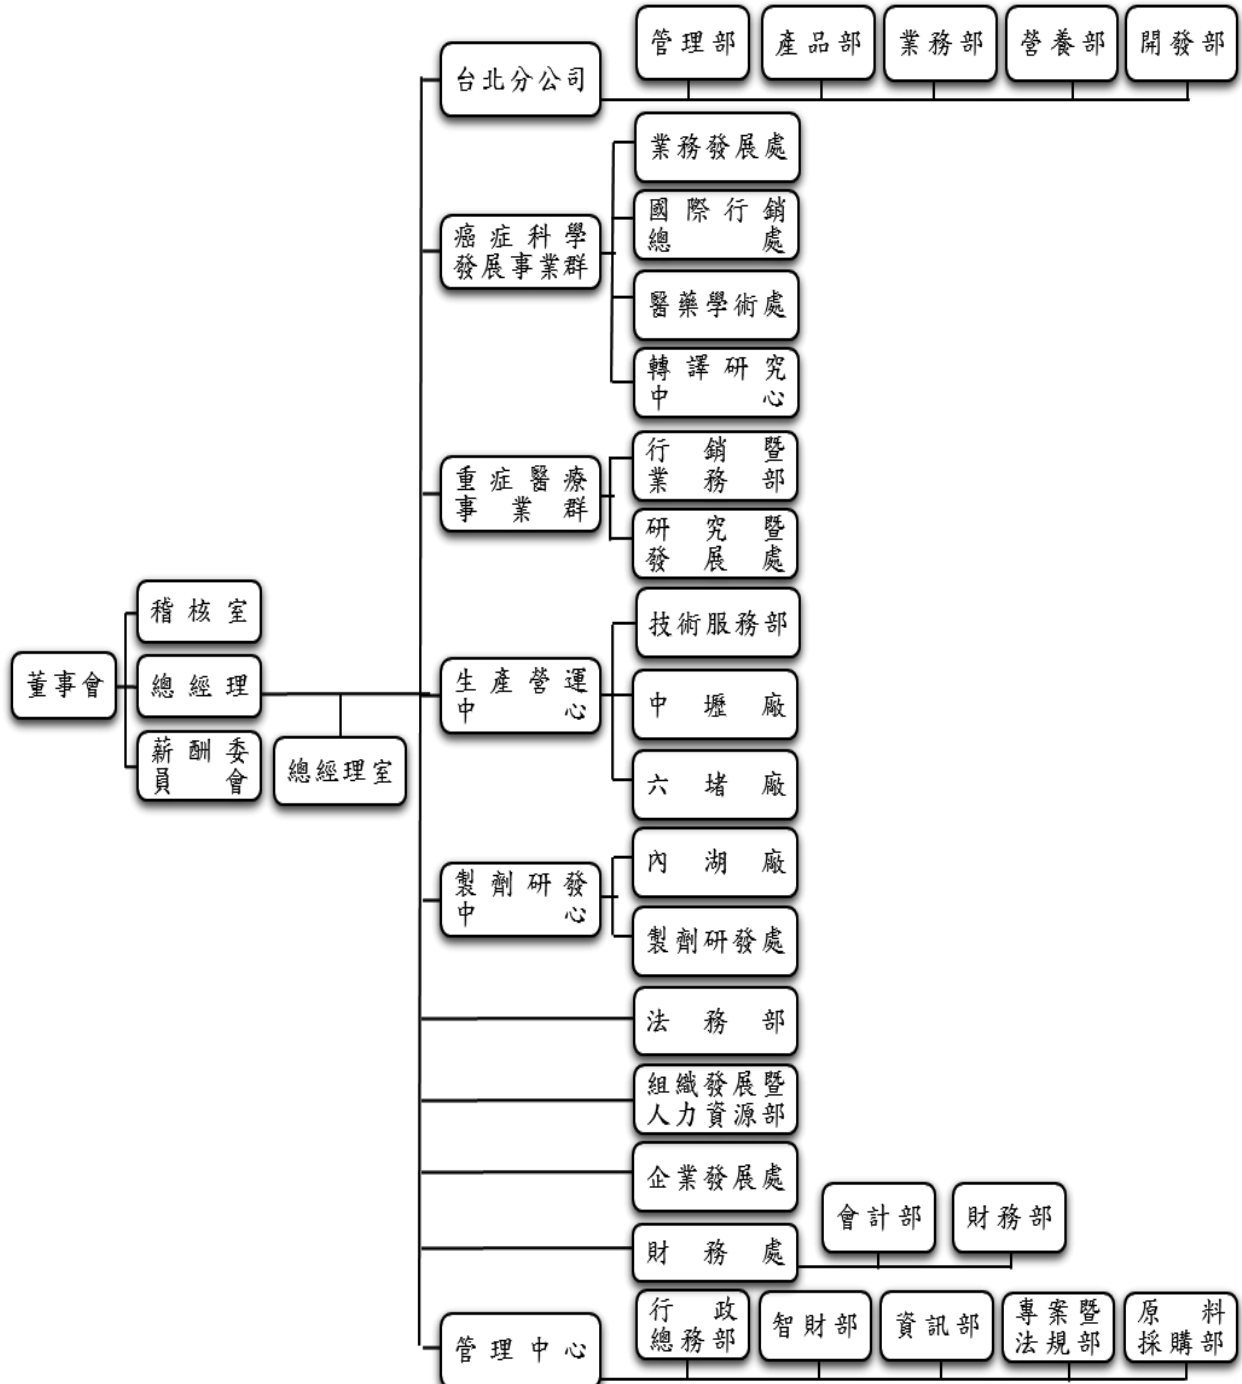 管理部
產品部
業務部
營養部
開發部
台北分公司
業務發展處
癌症科學
發展事業群
國際行銷
總處
醫藥學術處
轉譯研究
中心
重症醫療
事業群
行銷暨
業務部
研究暨
發展處
董事會
稽核室
總經理
薪酬委
員會
總經理室
生產營運
中心
技術服務部
中壢廠
六堵廠
製劑研發
中心
內湖廠
製劑研發處
法務部
組織發展暨
人力資源部
企業發展處
財務處
會計部
財務部
管理中心
行政
總務部
智財部
資訊部
專案暨
法規部
原料
採購部